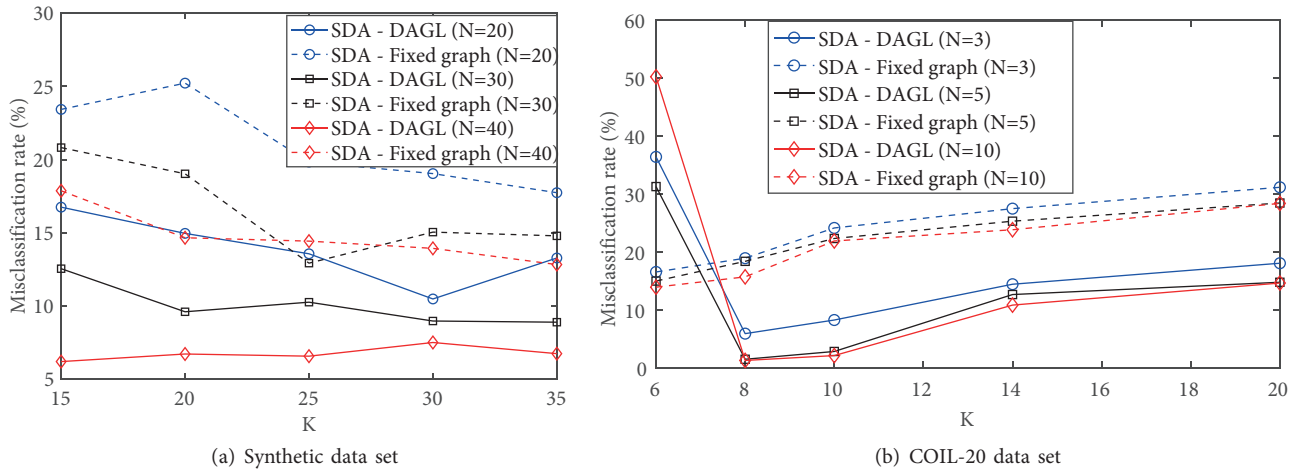 30
25
20
15
10
5
15
20
25
30
35
Misclassification rate (%)
K
SDA - DAGL (N=20)
SDA - Fixed graph (N=20)
SDA - DAGL (N=30)
SDA - Fixed graph (N=30)
SDA - DAGL (N=40)
SDA - Fixed graph (N=40)
(a) Synthetic data set
60
50
40
30
20
10
0
6
8
10
12
14
16
18
20
Misclassification rate (%)
K
SDA - DAGL (N=3)
SDA - Fixed graph (N=3)
SDA - DAGL (N=5)
SDA - Fixed graph (N=5)
SDA - DAGL (N=10)
SDA - Fixed graph (N=10)
(b) COIL-20 data set